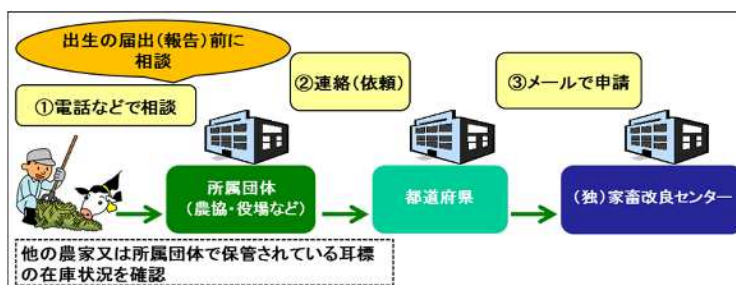 出生の届出(報告)前に
相談
①電話などで相談
②連絡(依頼)
③メールで申請
所属団体
(農協・役場など)
都道府県
(独)家畜改良センター
他の農家又は所属団体で保管されている耳標
の在庫状況を確認